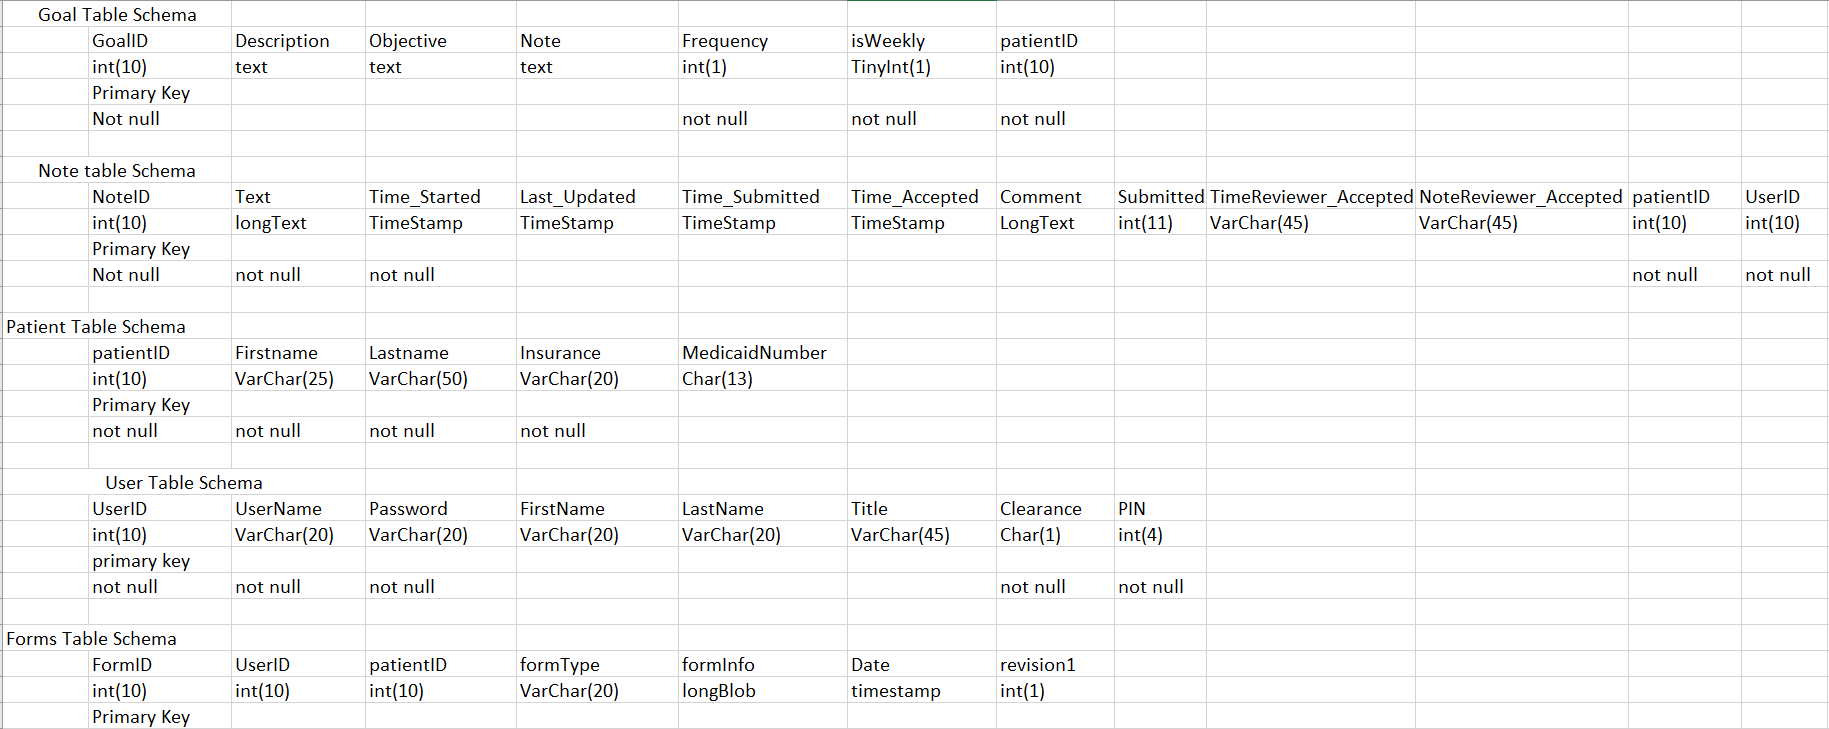 Goal Table Schema
GoalID Description Objective Note Frequency isWeekly patientID
int(10) text text text int(1) TinyInt(1) int(10)
Primary Key
Not null not null not null not null
Note table Schema
NoteID Text Time_Started Last_Updated Time_Submitted Time_Accepted Comment Submitted TimeReviewer_Accepted NoteReviewer_Accepted patientID UserID
int(10) longText TimeStamp TimeStamp TimeStamp TimeStamp LongText int(11) VarChar(45) VarChar(45) int(10) int(10)
Primary Key
Not null not null not null not null not null
Patient Table Schema
patientID Firstname Lastname Insurance MedicaidNumber
int(10) VarChar(25) VarChar(50) VarChar(20) Char(13)
Primary Key
not null not null not null not null
User Table Schema
UserID UserName Password FirstName LastName Title Clearance PIN
int(10) VarChar(20) VarChar(20) VarChar(20) VarChar(20) VarChar(45) Char(1) int(4)
primary key
not null not null not null not null not null
Forms Table Schema
FormID UserID patientID formType formInfo Date revision1
int(10) int(10) int(10) VarChar(20) longBlob timestamp int(1)
Primary Key